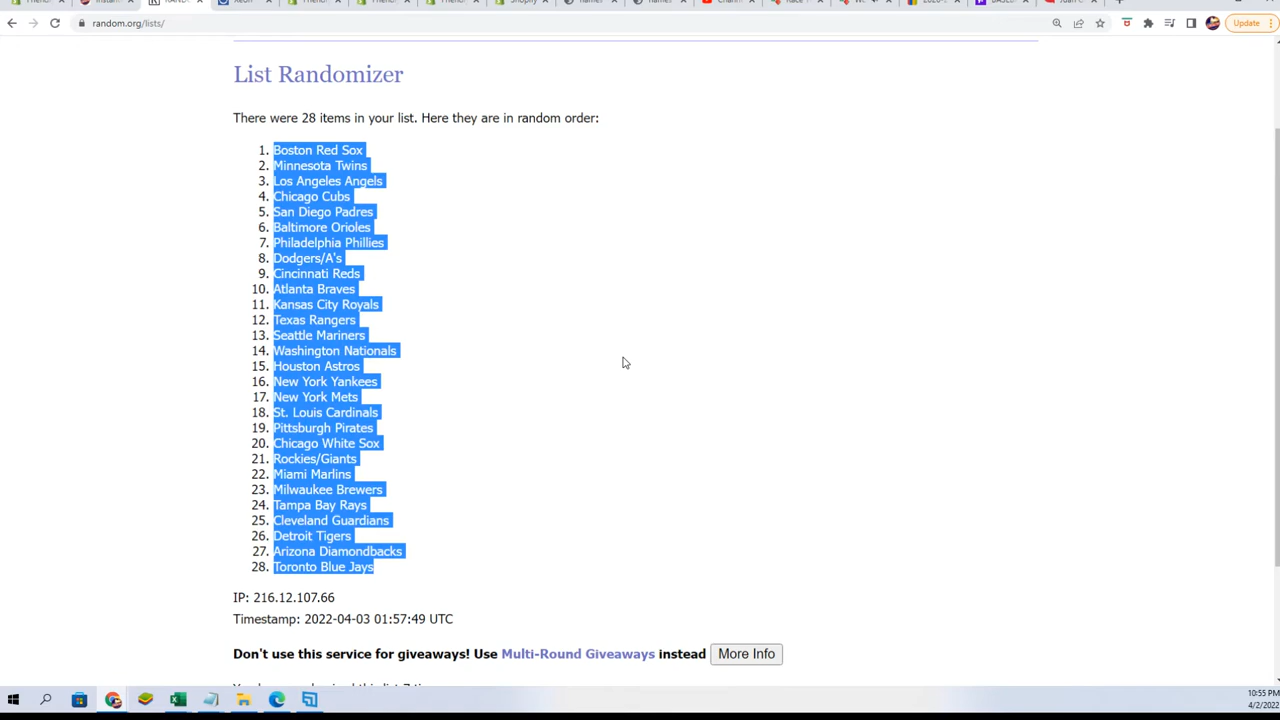 random.org/lists/
Update
List Randomizer
There were 28 items in your list. Here they are in random order:
1. Boston Red Sox
2. Minnesota Twins
3. Los Angeles Angels
4. Chicago Cubs
5. San Diego Padres
6. Baltimore Orioles
7. Philadelphia Phillies
8. Dodgers/A's
9. Cincinnati Reds
10. Atlanta Braves
11. Kansas City Royals
12. Texas Rangers
13. Seattle Mariners
14. Washington Nationals
15. Houston Astros
16. New York Yankees
17. New York Mets
18. St. Louis Cardinals
19. Pittsburgh Pirates
20. Chicago White Sox
21. Rockies/Giants
22. Miami Marlins
23. Milwaukee Brewers
24. Tampa Bay Rays
25. Cleveland Guardians
26. Detroit Tigers
27. Arizona Diamondbacks
28. Toronto Blue Jays
IP: 216.12.107.66
Timestamp: 2022-04-03 01:57:49 UTC
Don't use this service for giveaways! Use Multi-Round Giveaways instead More Info
10:55 PM
4/2/2022